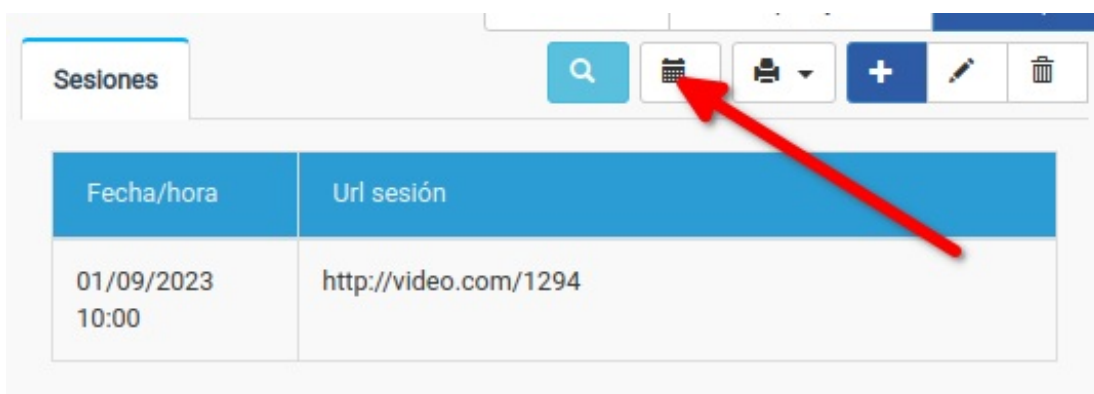 Sesiones
Fecha/hora
Url sesión
01/09/2023
10:00
http://video.com/1294